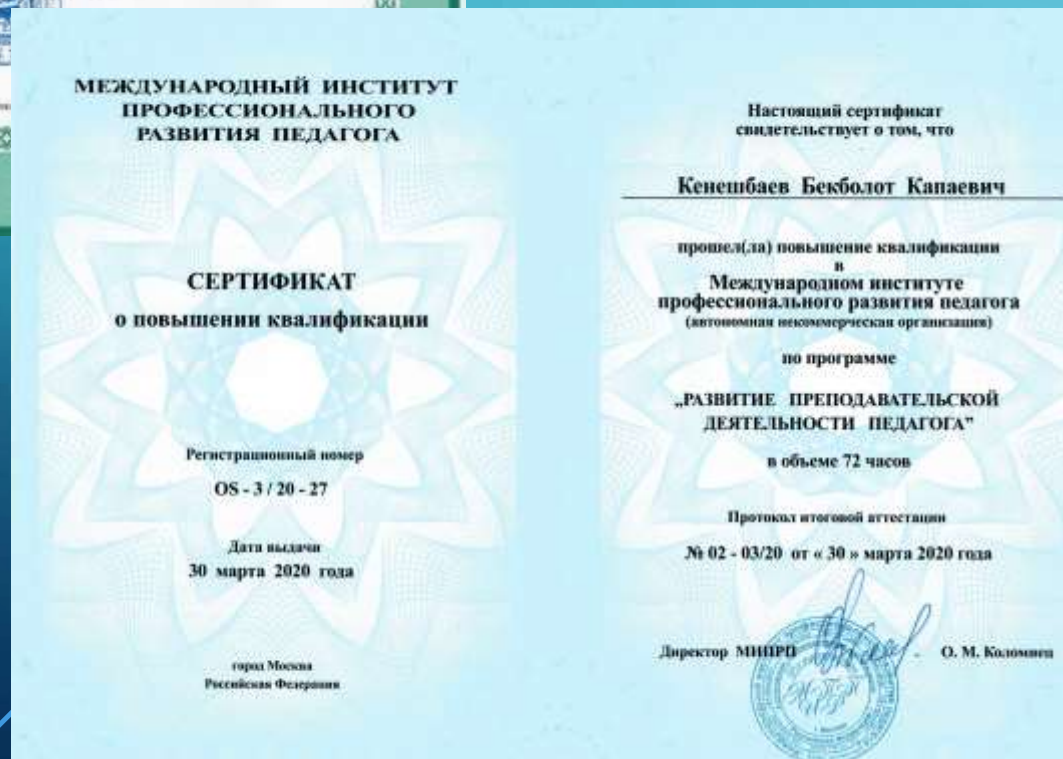 МЕЖДУНАРОДНЫЙ ИНСТИТУТ
ПРОФЕССИОНАЛЬНОГО
РАЗВИТИЯ ПЕДАГОГА
СЕРТИФИКАТ
о повышении квалификации
Регистрационный номер
OS - 3 / 20 - 27
Дата выдачи
30 марта 2020 года
город Москва
Российская Федерация
Настоящий сертификат
свидетельствует о том, что
Кенешбаев Бекболот Капаевич
прошел(ла) повышение квалификации
в
Международном институте
профессионального развития педагога
(автономная некоммерческая организация)
по программе
„РАЗВИТИЕ ПРЕПОДАВАТЕЛЬСКОЙ
ДЕЯТЕЛЬНОСТИ ПЕДАГОГА”
в объеме 72 часов
Протокол итоговой аттестации
№ 02 - 03/20 от « 30 » марта 2020 года
Директор МИПРП О. М. Коломиец